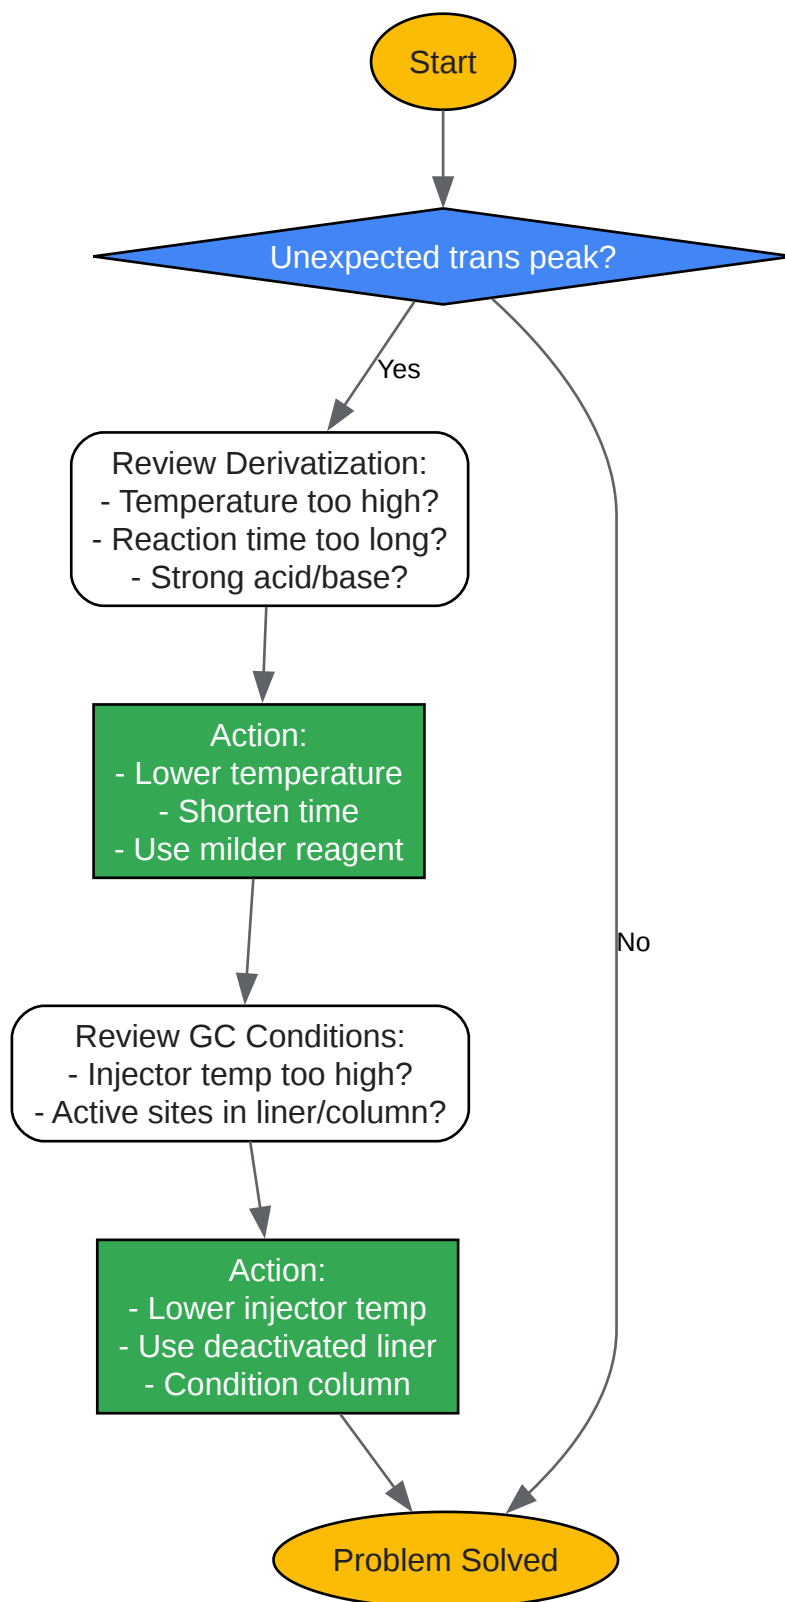 Start
Unexpected trans peak?
Yes
Review Derivatization:
- Temperature too high?
- Reaction time too long?
- Strong acid/base?
Action:
- Lower temperature
- Shorten time
- Use milder reagent
No
Review GC Conditions:
- Injector temp too high?
- Active sites in liner/column?
Action:
- Lower injector temp
- Use deactivated liner
- Condition column
Problem Solved